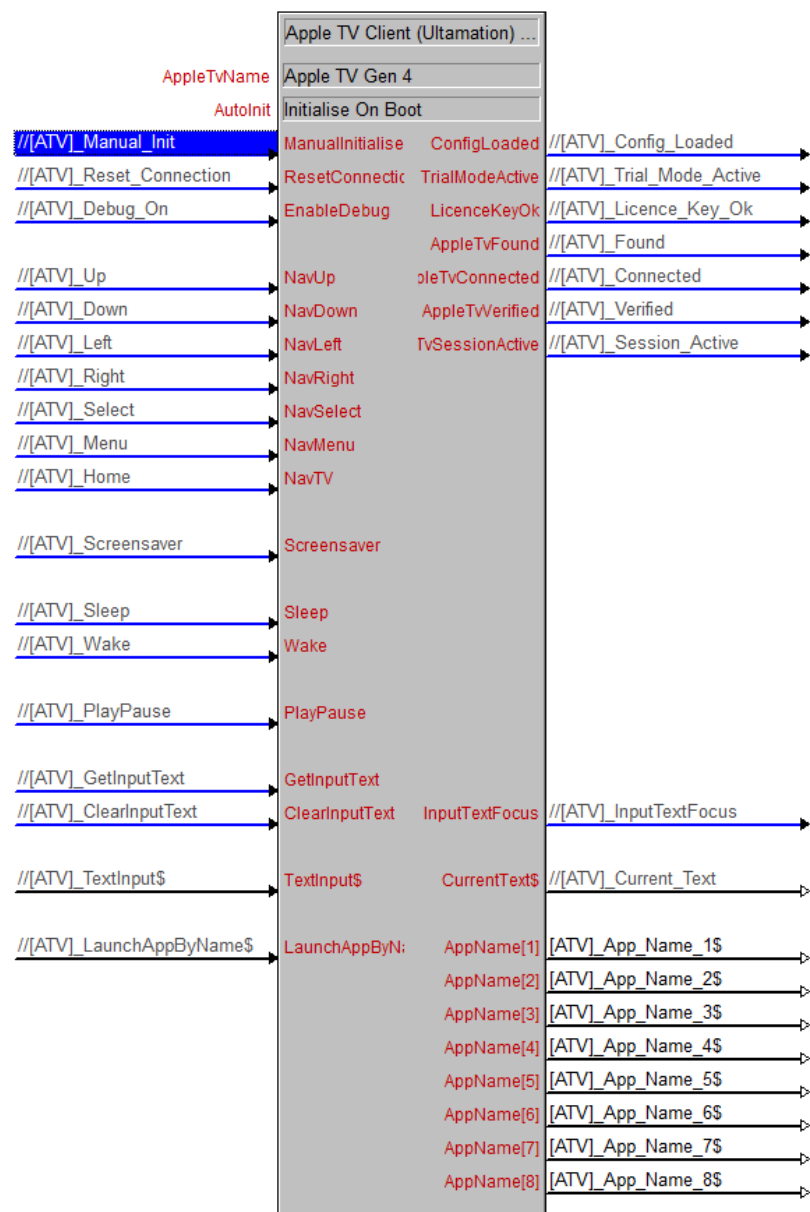 Apple TV Client (Ultamation) ...
AppleTvName Apple TV Gen 4
AutoInit Initialise On Boot
//[ATV]_Manual_Init ManualInitialise ConfigLoaded //[ATV]_Config_Loaded
//[ATV]_Reset_Connection ResetConnectic TrialModeActive //[ATV]_Trial_Mode_Active
//[ATV]_Debug_On EnableDebug LicenceKeyOk //[ATV]_Licence_Key_Ok
AppleTvFound //[ATV]_Found
//[ATV]_Up NavUp pleTvConnected //[ATV]_Connected
//[ATV]_Down NavDown AppleTvVerified //[ATV]_Verified
//[ATV]_Left NavLeft TvSessionActive //[ATV]_Session_Active
//[ATV]_Right NavRight
//[ATV]_Select NavSelect
//[ATV]_Menu NavMenu
//[ATV]_Home NavTV
//[ATV]_Screensaver Screensaver
//[ATV]_Sleep Sleep
//[ATV]_Wake Wake
//[ATV]_PlayPause PlayPause
//[ATV]_GetInputText GetInputText
//[ATV]_ClearInputText ClearInputText InputTextFocus //[ATV]_InputTextFocus
//[ATV]_TextInput$ TextInput$ CurrentText$ //[ATV]_Current_Text
//[ATV]_LaunchAppByName$ LaunchAppByNa AppName[1] [ATV]_App_Name_1$
AppName[2] [ATV]_App_Name_2$
AppName[3] [ATV]_App_Name_3$
AppName[4] [ATV]_App_Name_4$
AppName[5] [ATV]_App_Name_5$
AppName[6] [ATV]_App_Name_6$
AppName[7] [ATV]_App_Name_7$
AppName[8] [ATV]_App_Name_8$